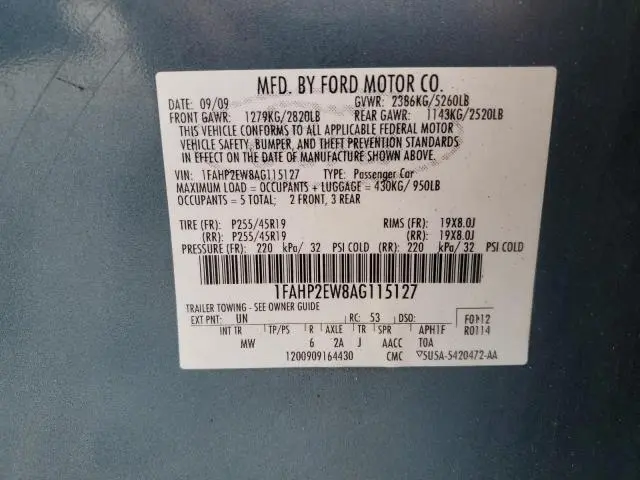 MFD. BY FORD MOTOR CO.
DATE: 09/09 GVWR: 2386KG/5260LB
FRONT GAWR: 1279KG/2820LB REAR GAWR: 1143KG/2520LB
THIS VEHICLE CONFORMS TO ALL APPLICABLE FEDERAL MOTOR
VEHICLE SAFETY, BUMPER, AND THEFT PREVENTION STANDARDS
IN EFFECT ON THE DATE OF MANUFACTURE SHOWN ABOVE.
VIN: 1FAHP2EW8AG115127 TYPE: Passenger Car
MAXIMUM LOAD = OCCUPANTS + LUGGAGE = 430KG/ 950LB
OCCUPANTS = 5 TOTAL; 2 FRONT, 3 REAR
TIRE (FR): P255/45R19 RIMS (FR): 19X8.0J
(RR): P255/45R19 (RR): 19X8.0J
PRESSURE (FR): 220 kPa/ 32 PSI COLD (RR): 220 kPa/ 32 PSI COLD
1FAHP2EW8AG115127
TRAILER TOWING - SEE OWNER GUIDE
EXT PNT: UN RC: 53 DSO: F0112
INT TR TP/PS R AXLE TR SPR APH1F R0114
MW 6 2A J AACC TOA
1200909164430 CMC ▽5U5A-5420472-AA